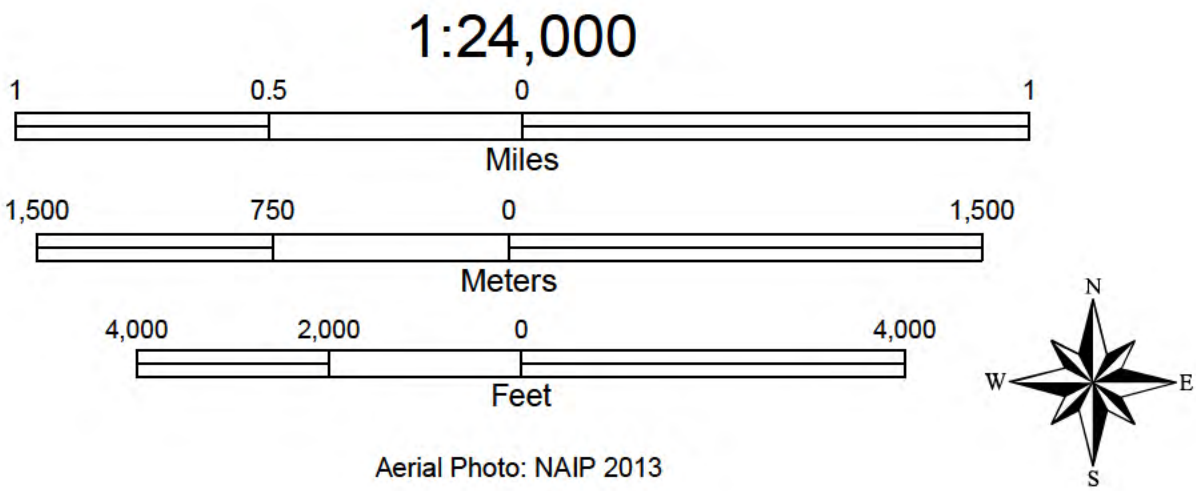 1:24,000
1 0.5 0 1
Miles
1,500 750 0 1,500
Meters
4,000 2,000 0 4,000
Feet
N
W E
S
Aerial Photo: NAIP 2013